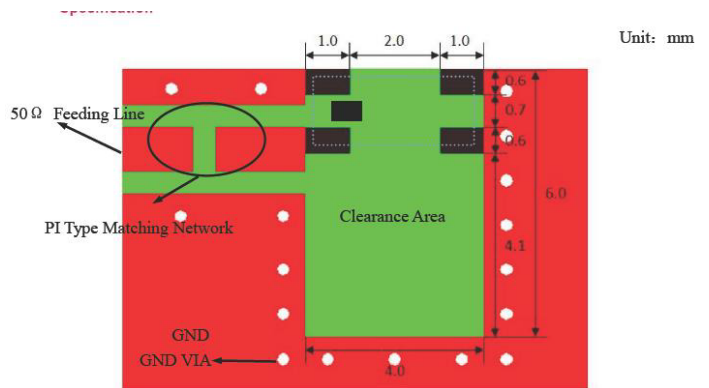 1.0 2.0 1.0
Unit: mm
0.6
0.7
0.6
50Ω Feeding Line
6.0
4.1
PI Type Matching Network
Clearance Area
GND
GND VIA
4.0